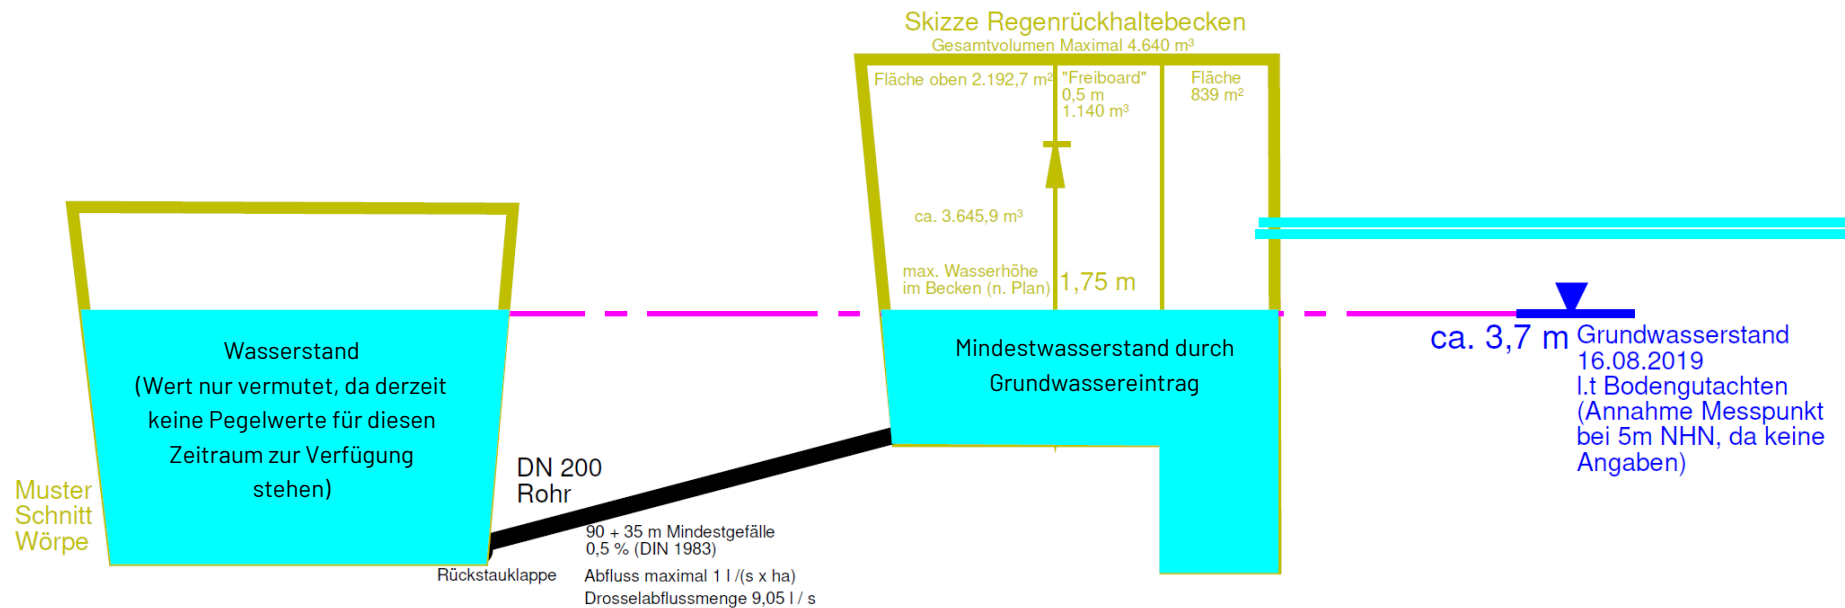 Skizze Regenrückhaltebecken
Gesamtvolumen Maximal 4.640 m³
Fläche oben 2.192,7 m²
"Freiboard"
0,5 m
1.140 m³
Fläche
839 m²
ca. 3.645,9 m³
max. Wasserhöhe
im Becken (n. Plan)
1,75 m
Wasserstand
(Wert nur vermutet, da derzeit
keine Pegelwerte für diesen
Zeitraum zur Verfügung
stehen)
Mindestwasserstand durch
Grundwassereintrag
ca. 3,7 m
Grundwasserstand
16.08.2019
l.t Bodengutachten
(Annahme Messpunkt
bei 5m NHN, da keine
Angaben)
Muster
Schnitt
Wörpe
DN 200
Rohr
90 + 35 m Mindestgefälle
0,5 % (DIN 1983)
Rückstauklappe
Abfluss maximal 1 l /(s x ha)
Drosselabflussmenge 9,05 l / s